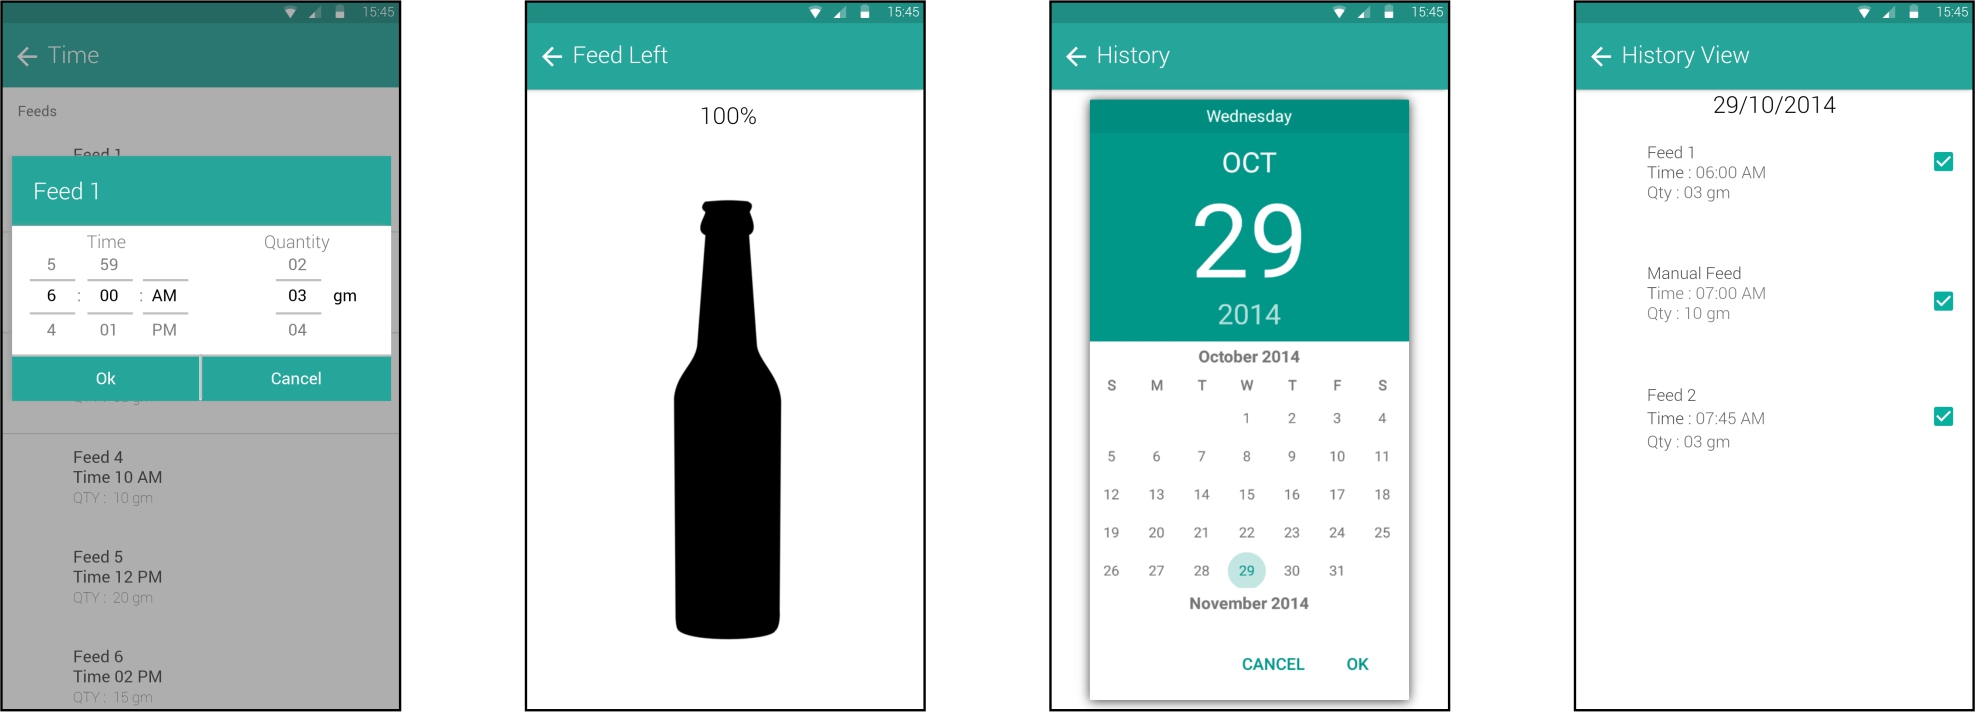 15:45
Time
Feeds
Feed 1
Feed 1
Time Quantity
5 59 02
6 : 00 : AM 03 gm
4 01 PM 04
Ok Cancel
Feed 4
Time 10 AM
QTY : 10 gm
Feed 5
Time 12 PM
QTY : 20 gm
Feed 6
Time 02 PM
QTY : 15 gm
15:45
Feed Left
100%
15:45
History
Wednesday
OCT
29
2014
October 2014
S M T W T F S
1 2 3 4
5 6 7 8 9 10 11
12 13 14 15 16 17 18
19 20 21 22 23 24 25
26 27 28 29 30 31
November 2014
CANCEL OK
15:45
History View
29/10/2014
Feed 1
Time : 06:00 AM
Qty : 03 gm
Manual Feed
Time : 07:00 AM
Qty : 10 gm
Feed 2
Time : 07:45 AM
Qty : 03 gm